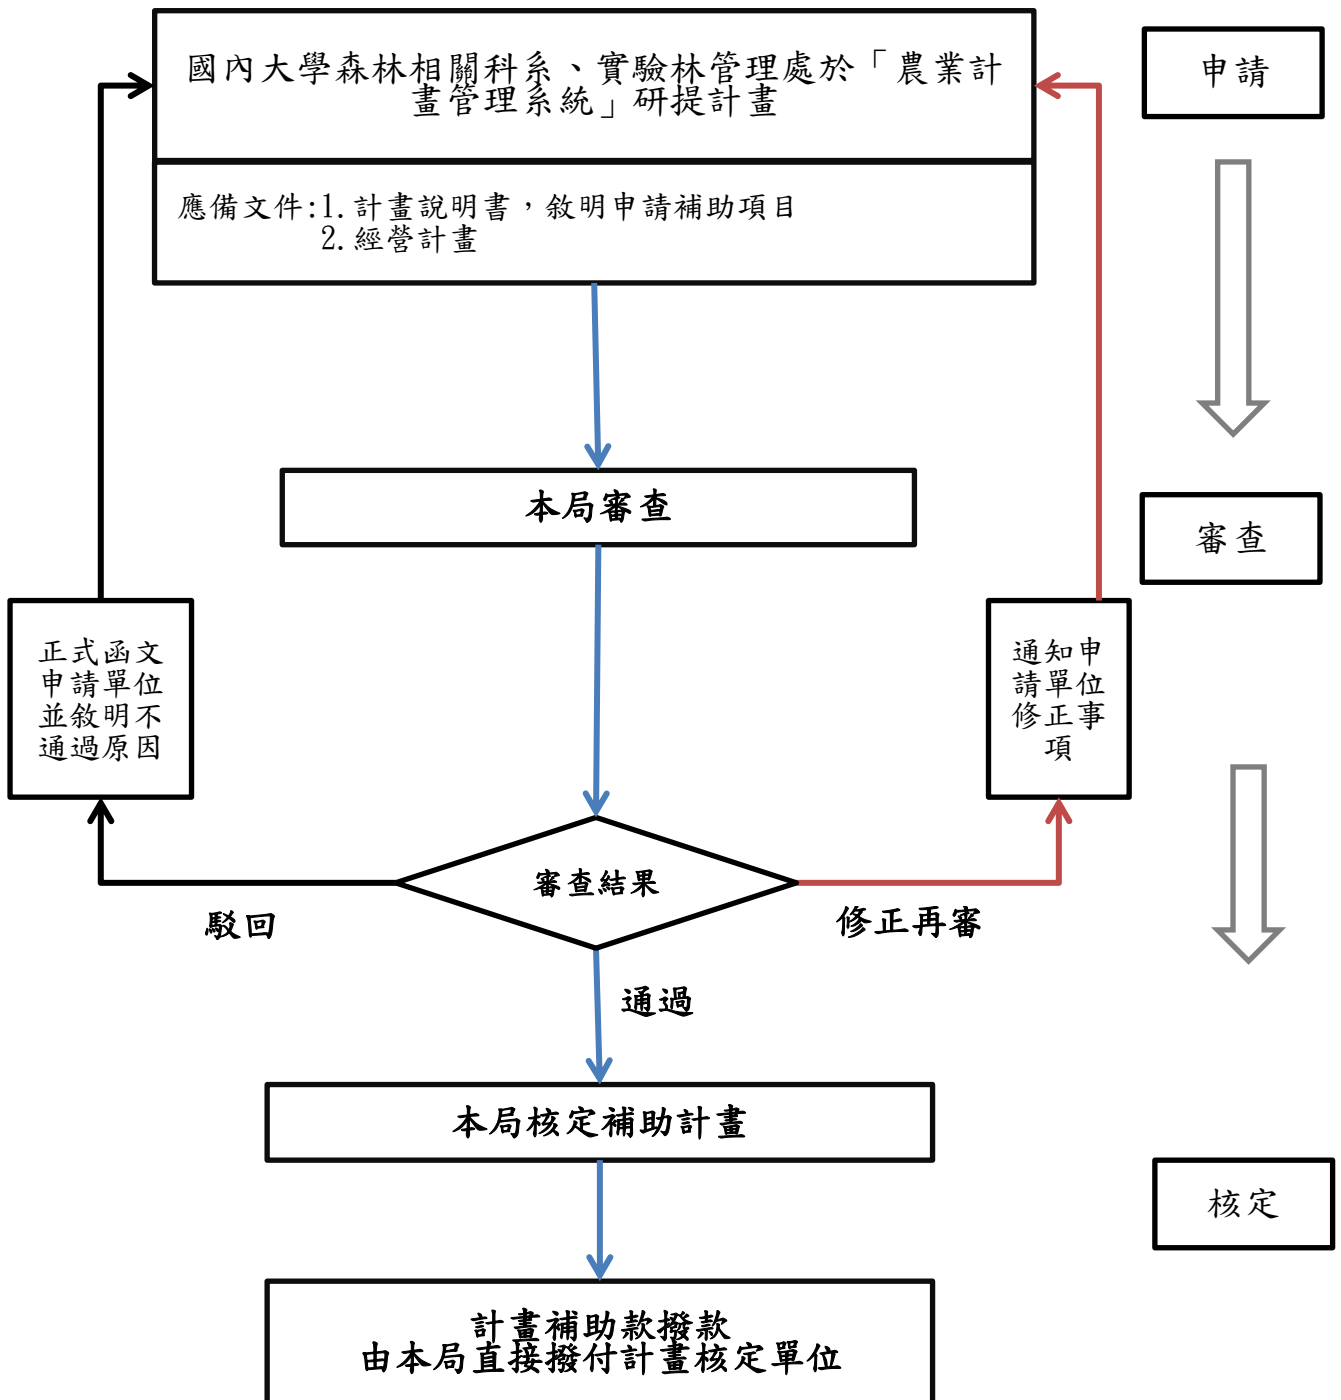 國內大學森林相關科系、實驗林管理處於「農業計
畫管理系統」研提計畫
申請
應備文件:1.計畫說明書，敘明申請補助項目
2.經營計畫
本局審查
審查
正式函文
申請單位
並敘明不
通過原因
通知申
請單位
修正事
項
審查結果
駁回
修正再審
通過
本局核定補助計畫
核定
計畫補助款撥款
由本局直接撥付計畫核定單位